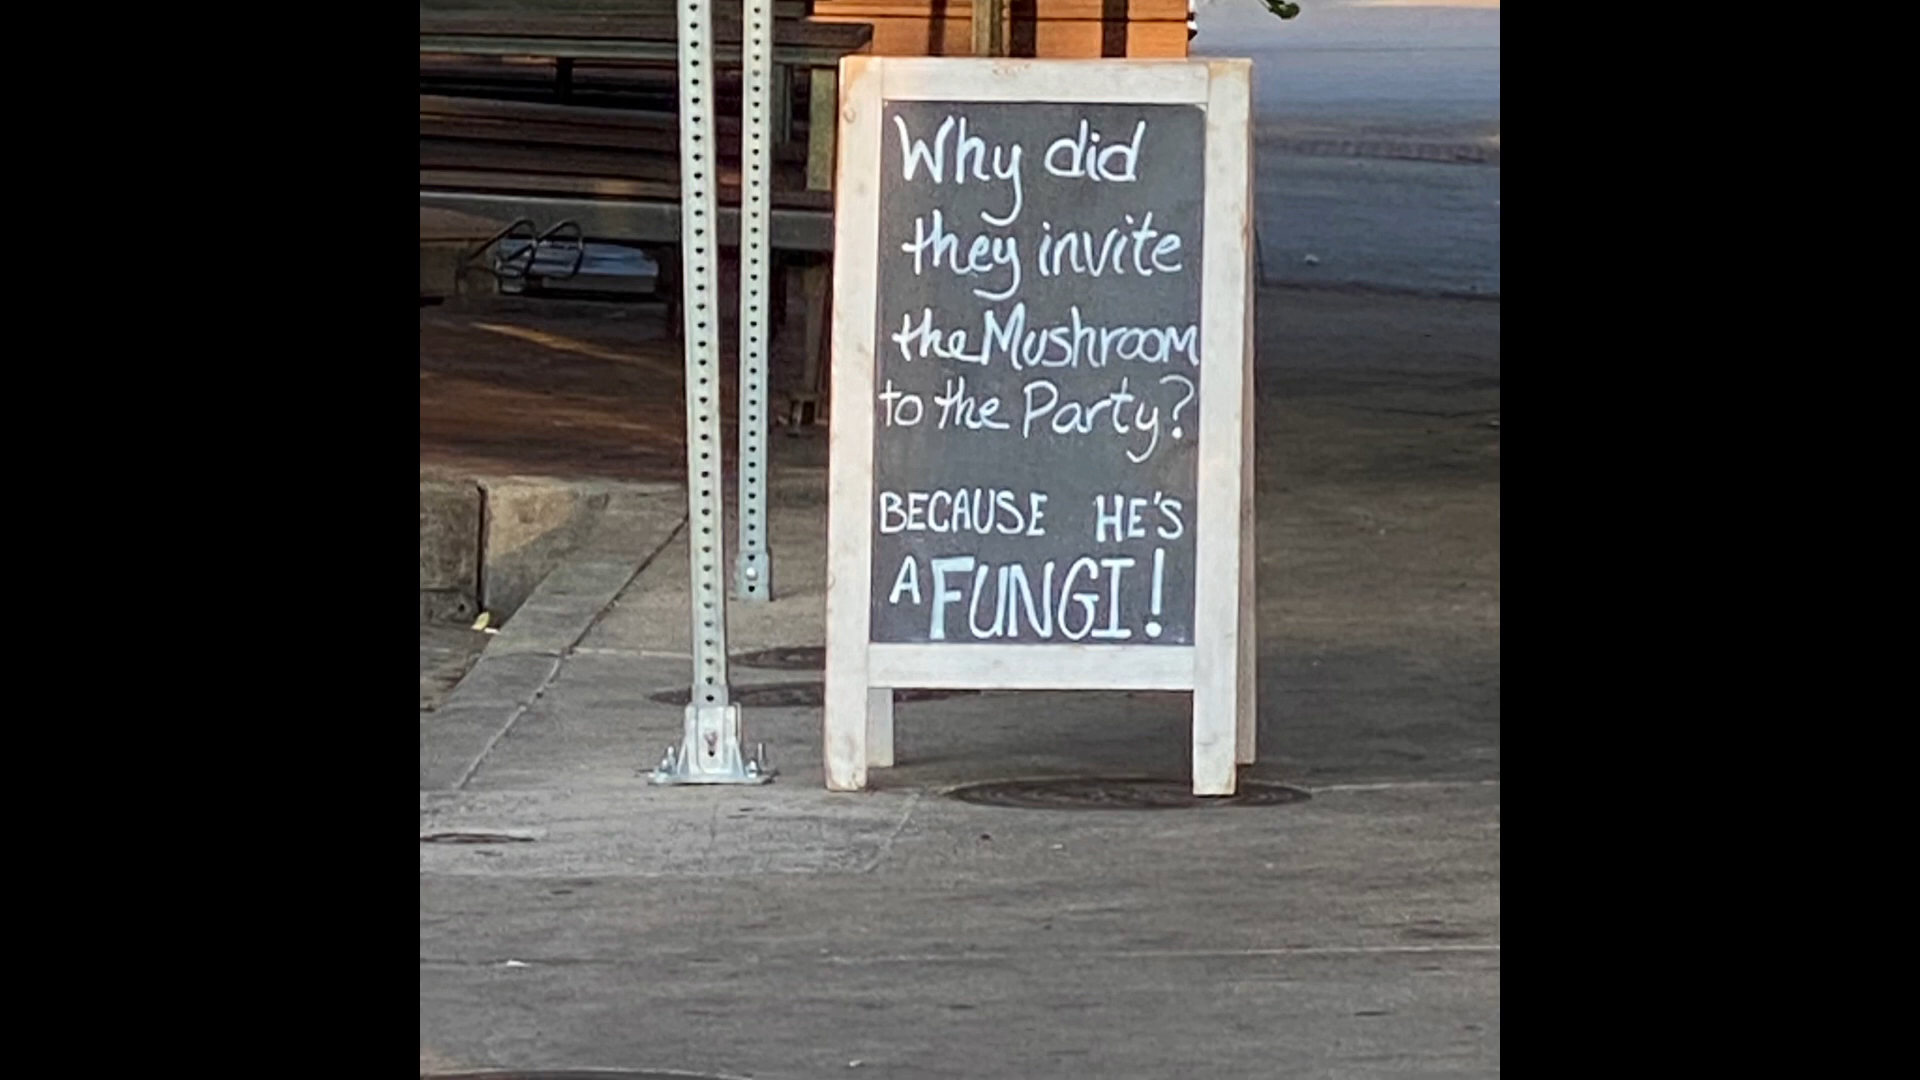 Why did
they invite
the Mushroom
to the Party?
BECAUSE HE'S
A FUNGI!